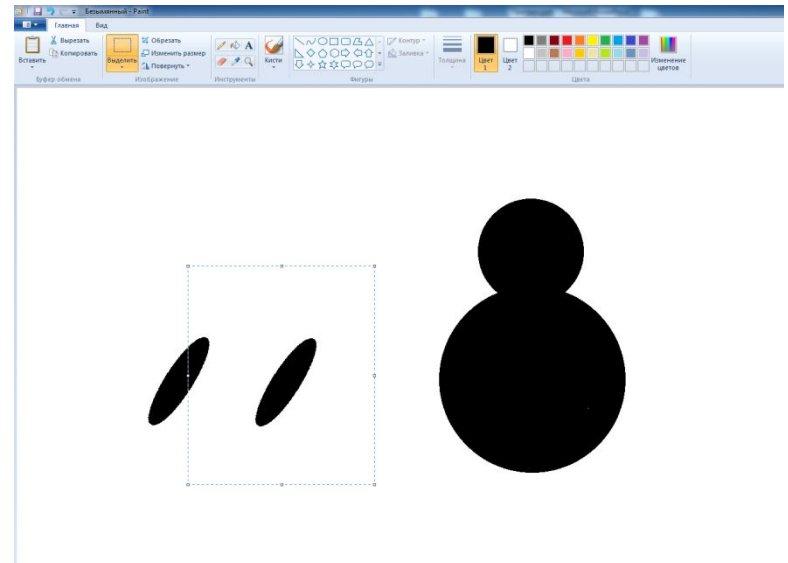 Безымянный - Paint
Главная Вид
Вставить
Вырезать
Копировать
Буфер обмена
Выделить
Обрезать
Изменить размер
Повернуть
Изображение
Инструменты
Кисти
Контур
Заливка
Фигуры
Толщина
Цвет 1
Цвет 2
Изменение цветов
Цвета